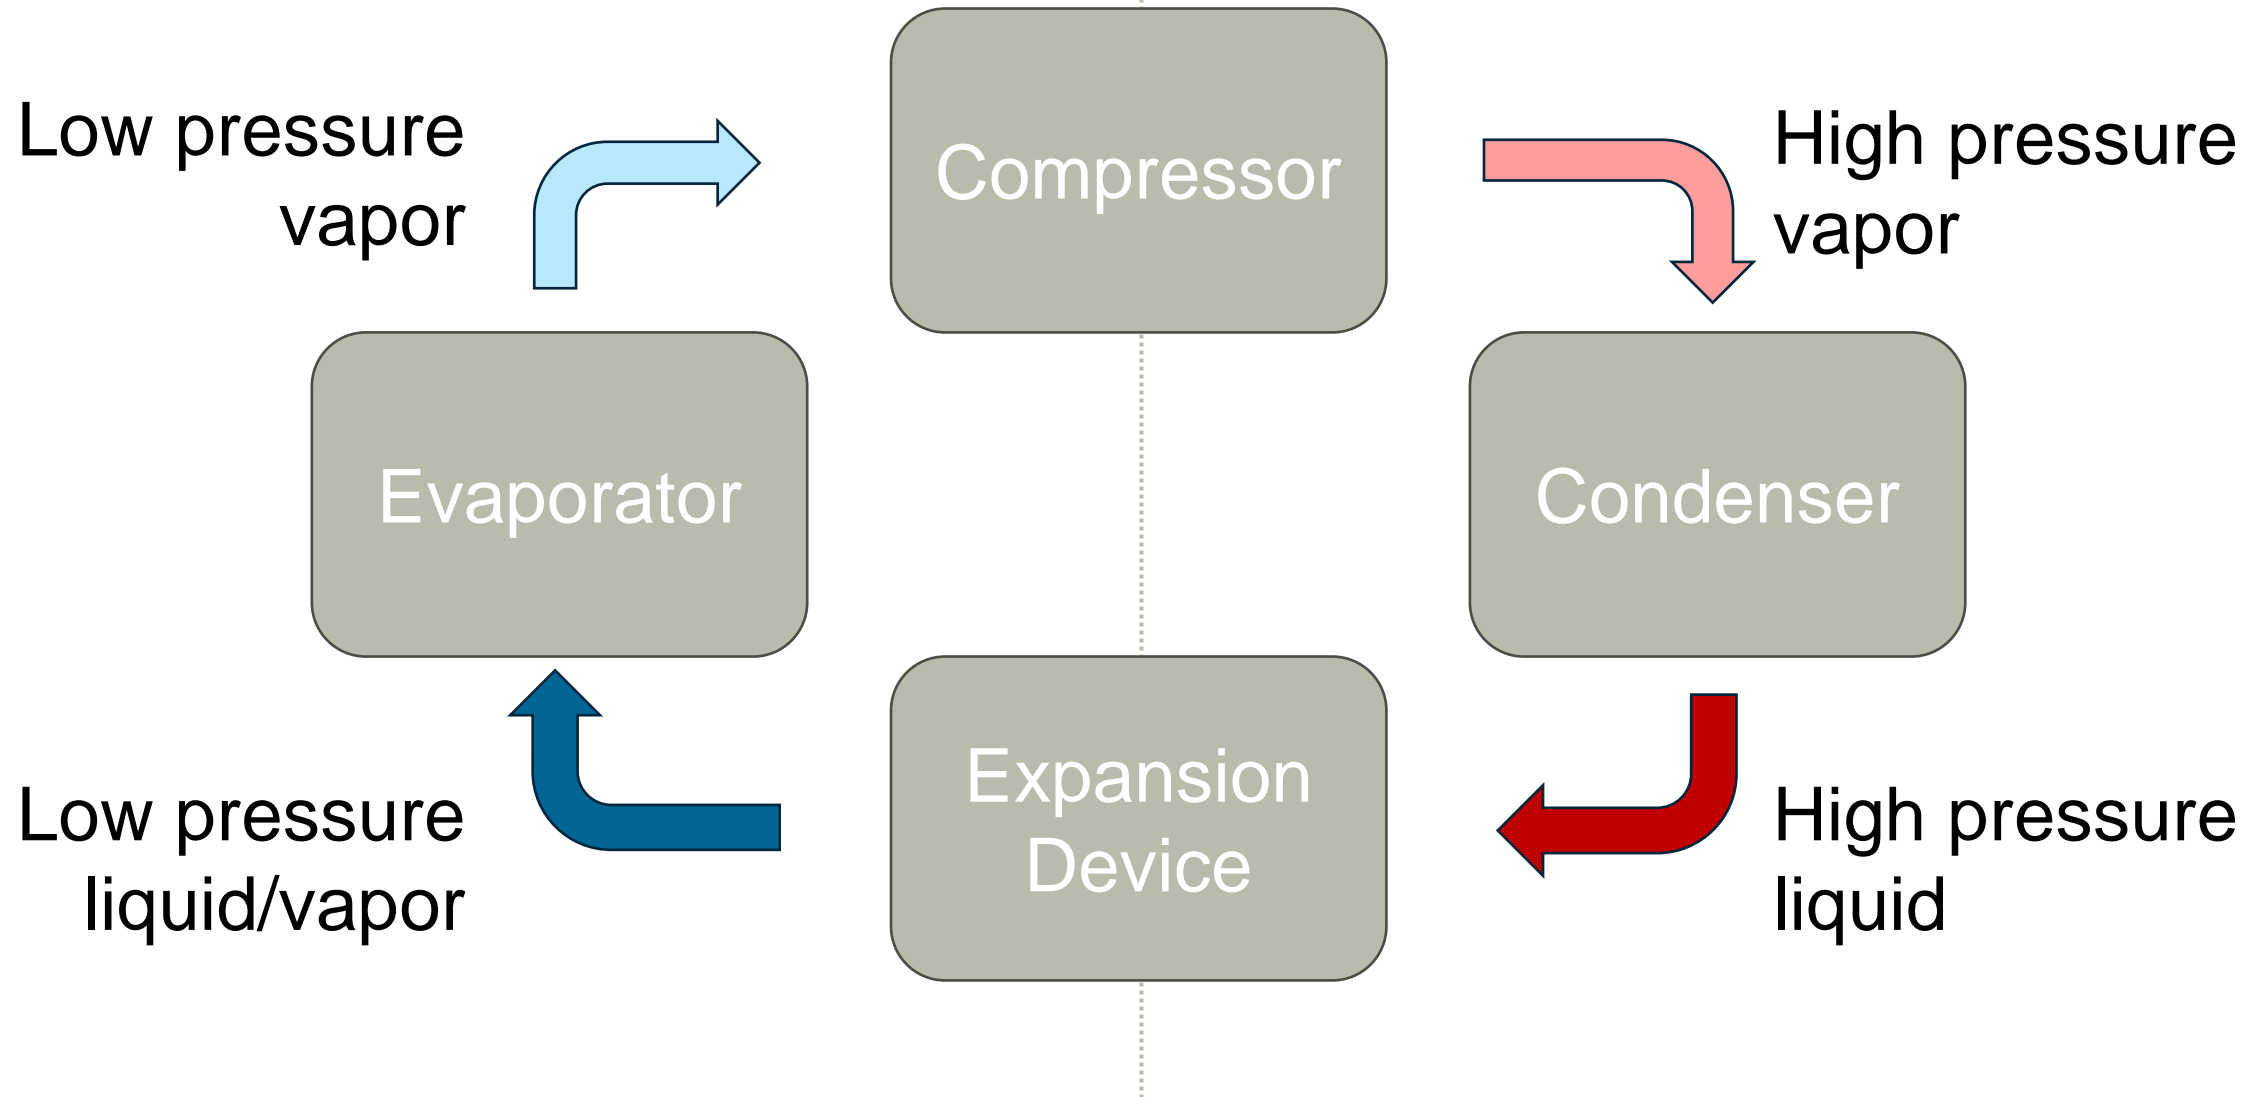 Low pressure
vapor
Compressor
High pressure
vapor
Evaporator
Condenser
Expansion
Device
Low pressure
liquid/vapor
High pressure
liquid